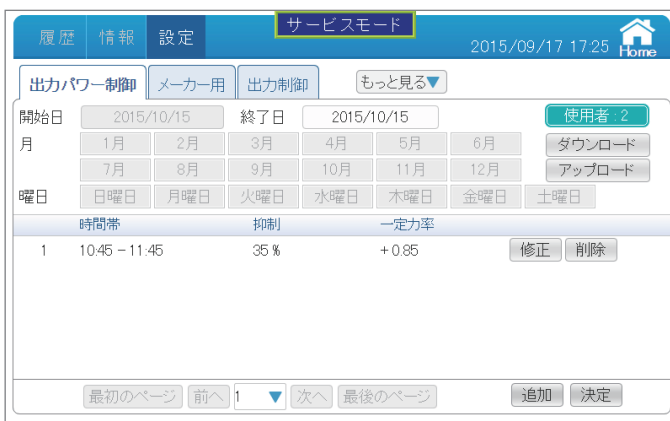 サービスモード
履歴 情報 設定 2015/09/17 17:25 Home
出力パワー制御 メーカー用 出力制御 もっと見る▼
開始日 2015/10/15 終了日 2015/10/15 使用者 : 2
月 1月 2月 3月 4月 5月 6月 ダウンロード
7月 8月 9月 10月 11月 12月 アップロード
曜日 日曜日 月曜日 火曜日 水曜日 木曜日 金曜日 土曜日
時間帯 抑制 一定力率
1 10:45 – 11:45 35 % + 0.85 修正 削除
最初のページ 前へ 1 ▼ 次へ 最後のページ 追加 決定